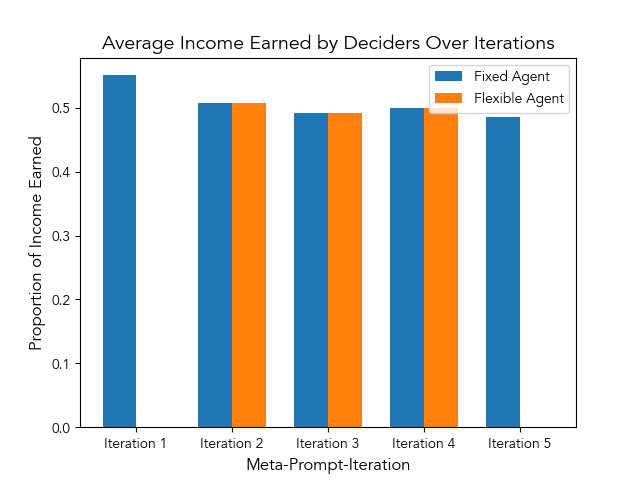 Average Income Earned by Deciders Over Iterations
Fixed Agent
Flexible Agent
Proportion of Income Earned
0.5
0.4
0.3
0.2
0.1
0.0
Iteration 1
Iteration 2
Iteration 3
Iteration 4
Iteration 5
Meta-Prompt-Iteration